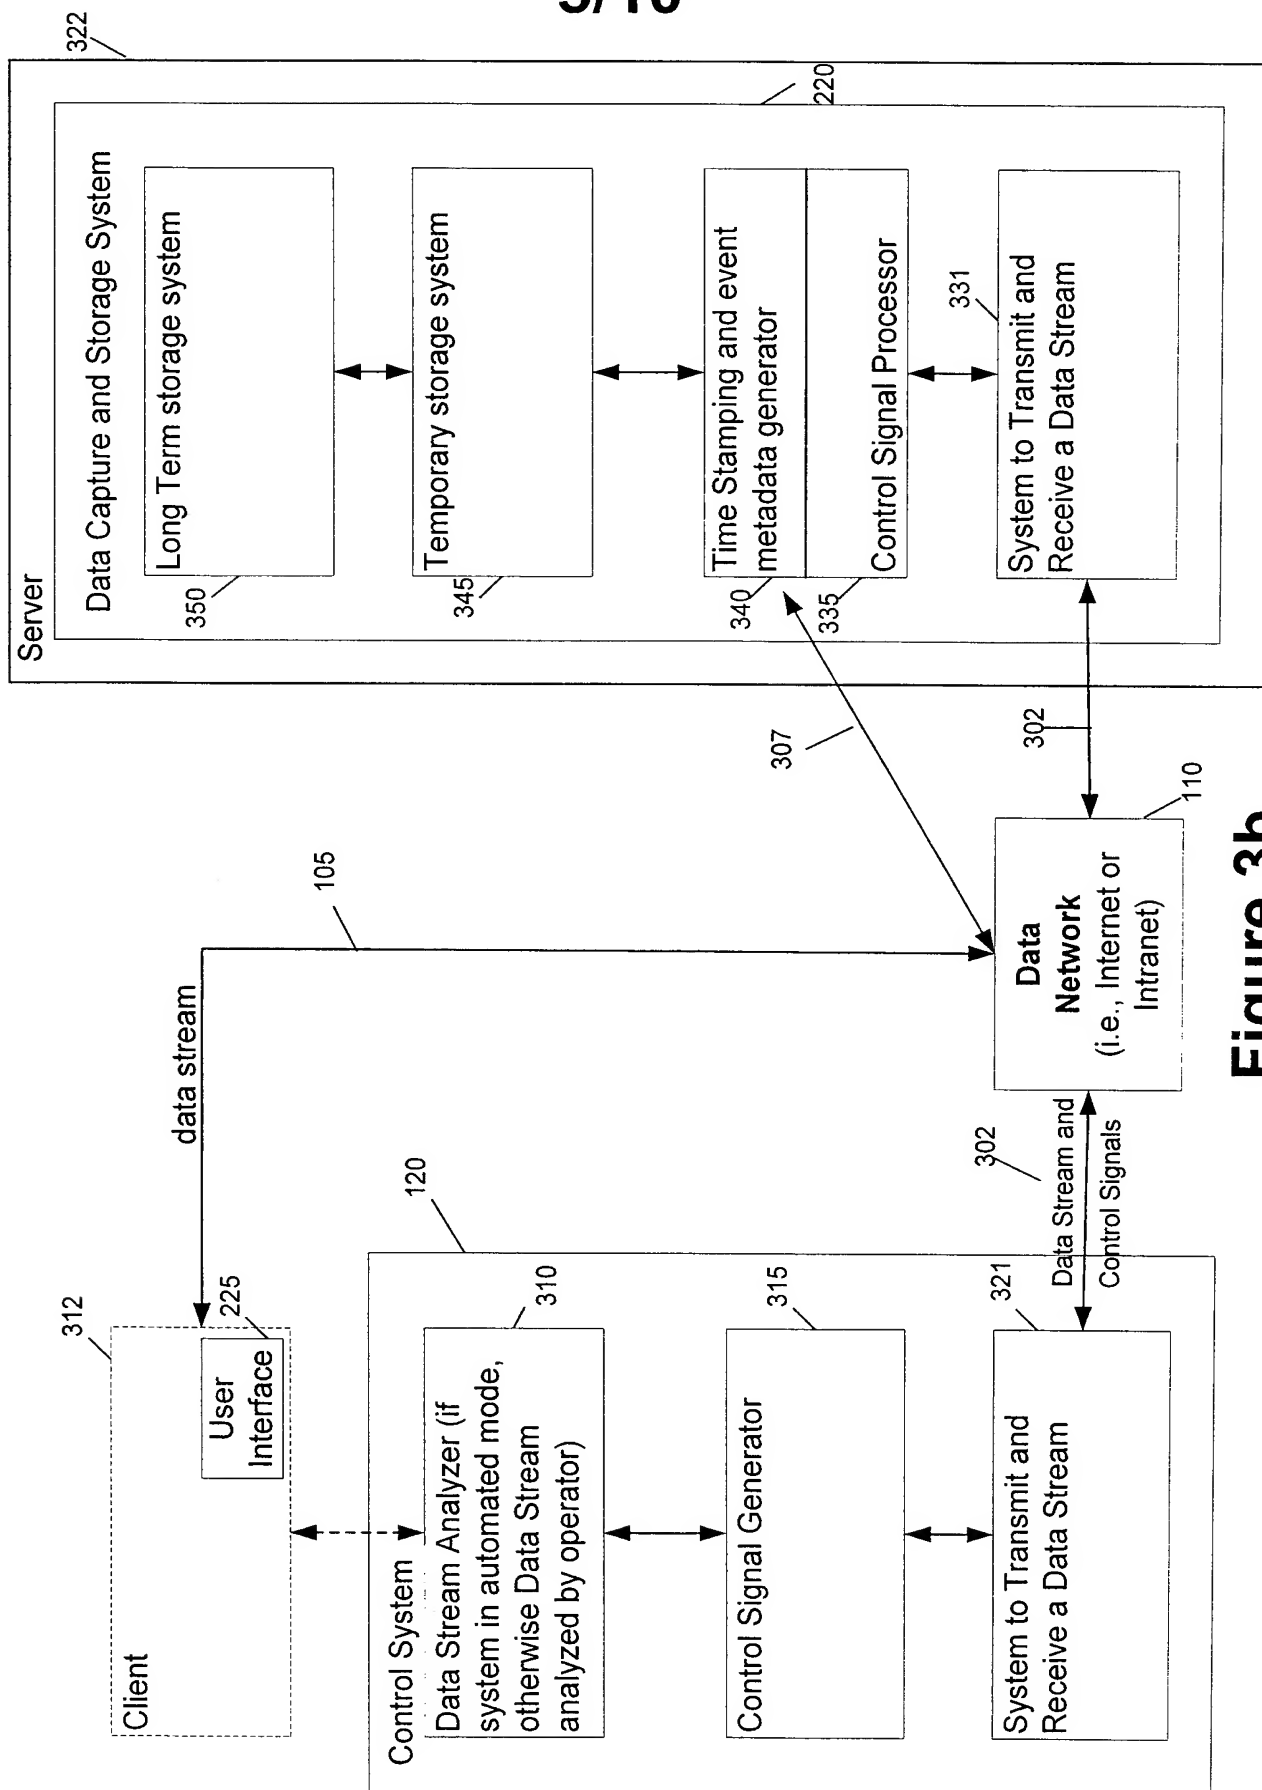 5/16
Client
312
User
Interface
225
data stream
105
Control System
120
Data Stream Analyzer (if
system in automated mode,
otherwise Data Stream
analyzed by operator)
310
Control Signal Generator
315
System to Transmit and
Receive a Data Stream
321
302
Data Stream and
Control Signals
Data
Network
(i.e., Internet or
Intranet)
110
307
302
Server
322
Data Capture and Storage System
220
Long Term storage system
350
Temporary storage system
345
Time Stamping and event
metadata generator
340
Control Signal Processor
335
System to Transmit and
Receive a Data Stream
331
Figure 3b